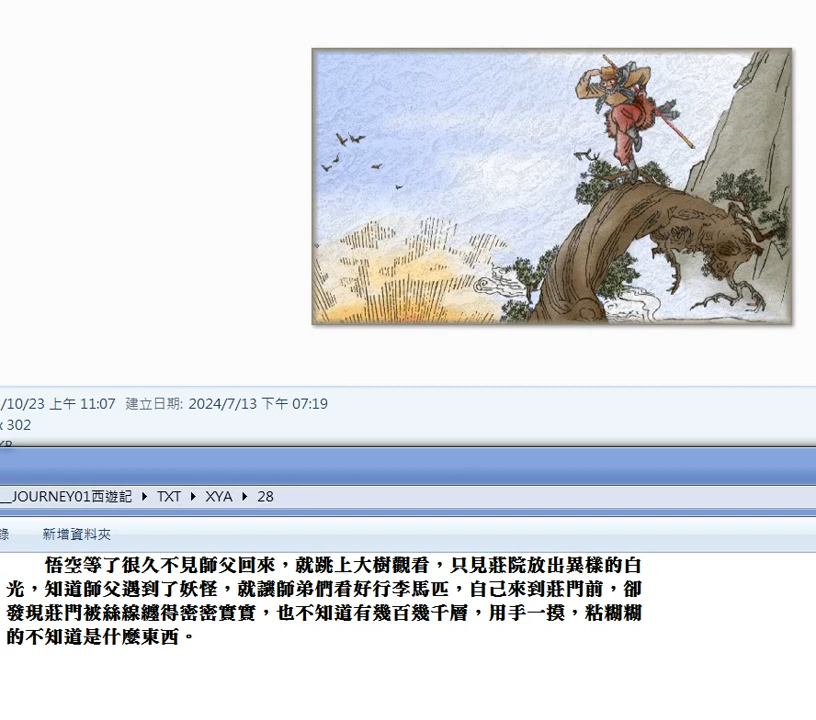 /10/23 上午 11:07 建立日期: 2024/7/13 下午 07:19
x 302
KB
__JOURNEY01西遊記 ▸ TXT ▸ XYA ▸ 28
錄 新增資料夾
悟空等了很久不見師父回來，就跳上大樹觀看，只見莊院放出異樣的白
光，知道師父遇到了妖怪，就讓師弟們看好行李馬匹，自己來到莊門前，卻
發現莊門被絲線纏得密密實實，也不知道有幾百幾千層，用手一摸，粘糊糊
的不知道是什麼東西。